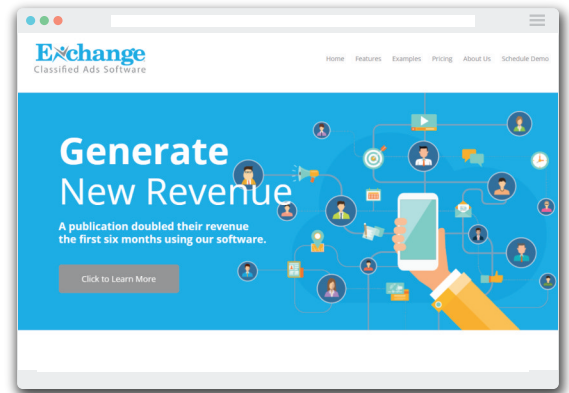 Exchange
Classified Ads Software
Home Features Examples Pricing About Us Schedule Demo
Generate
New Revenue
A publication doubled their revenue
the first six months using our software.
Click to Learn More